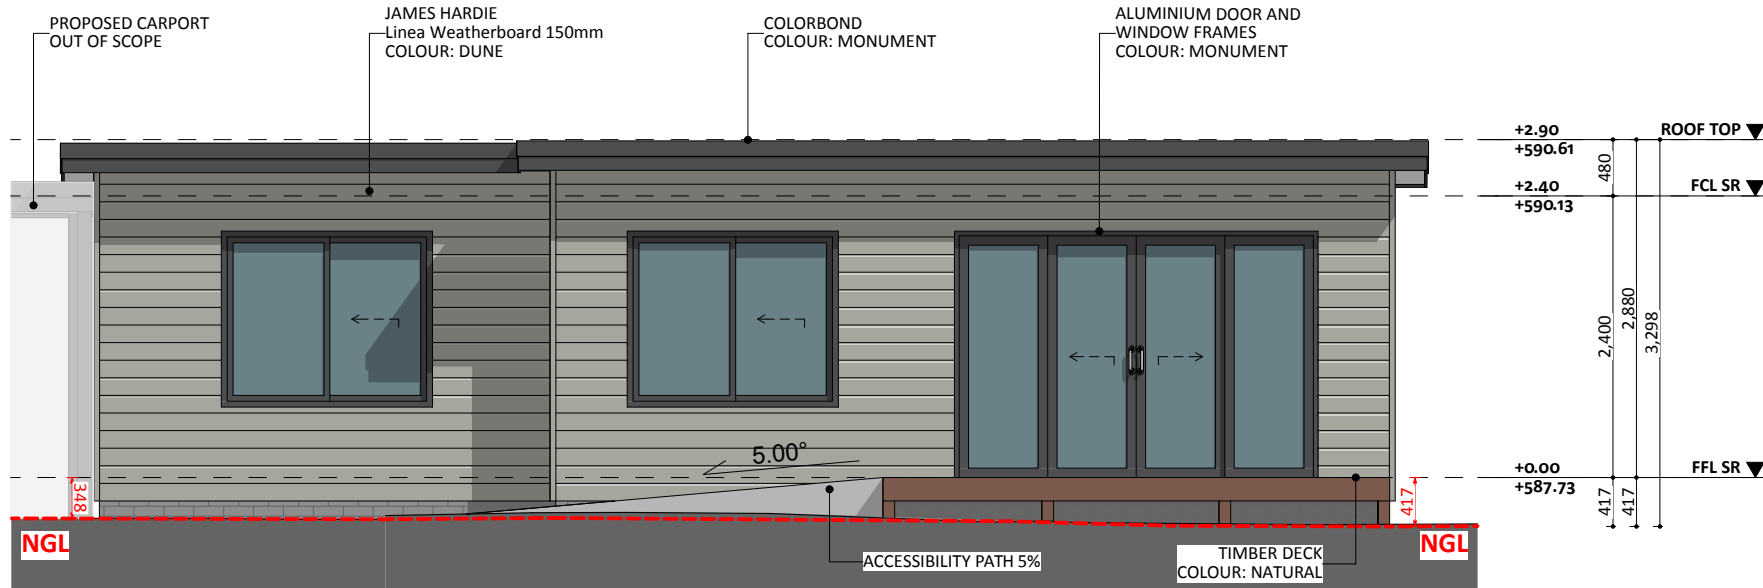 PROPOSED CARPORT
OUT OF SCOPE
JAMES HARDIE
Linea Weatherboard 150mm
COLOUR: DUNE
COLORBOND
COLOUR: MONUMENT
ALUMINIUM DOOR AND
WINDOW FRAMES
COLOUR: MONUMENT
+2.90
+590.61
ROOF TOP
480
+2.40
+590.13
FCL SR
2,400
2,880
3,298
5.00°
+0.00
+587.73
FFL SR
348
417
417
417
NGL
NGL
ACCESSIBILITY PATH 5%
TIMBER DECK
COLOUR: NATURAL